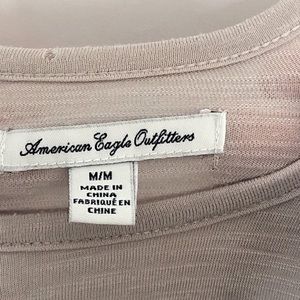 American Eagle Outfitters
M/M
MADE IN
CHINA
FABRIQUÉ EN
CHINE